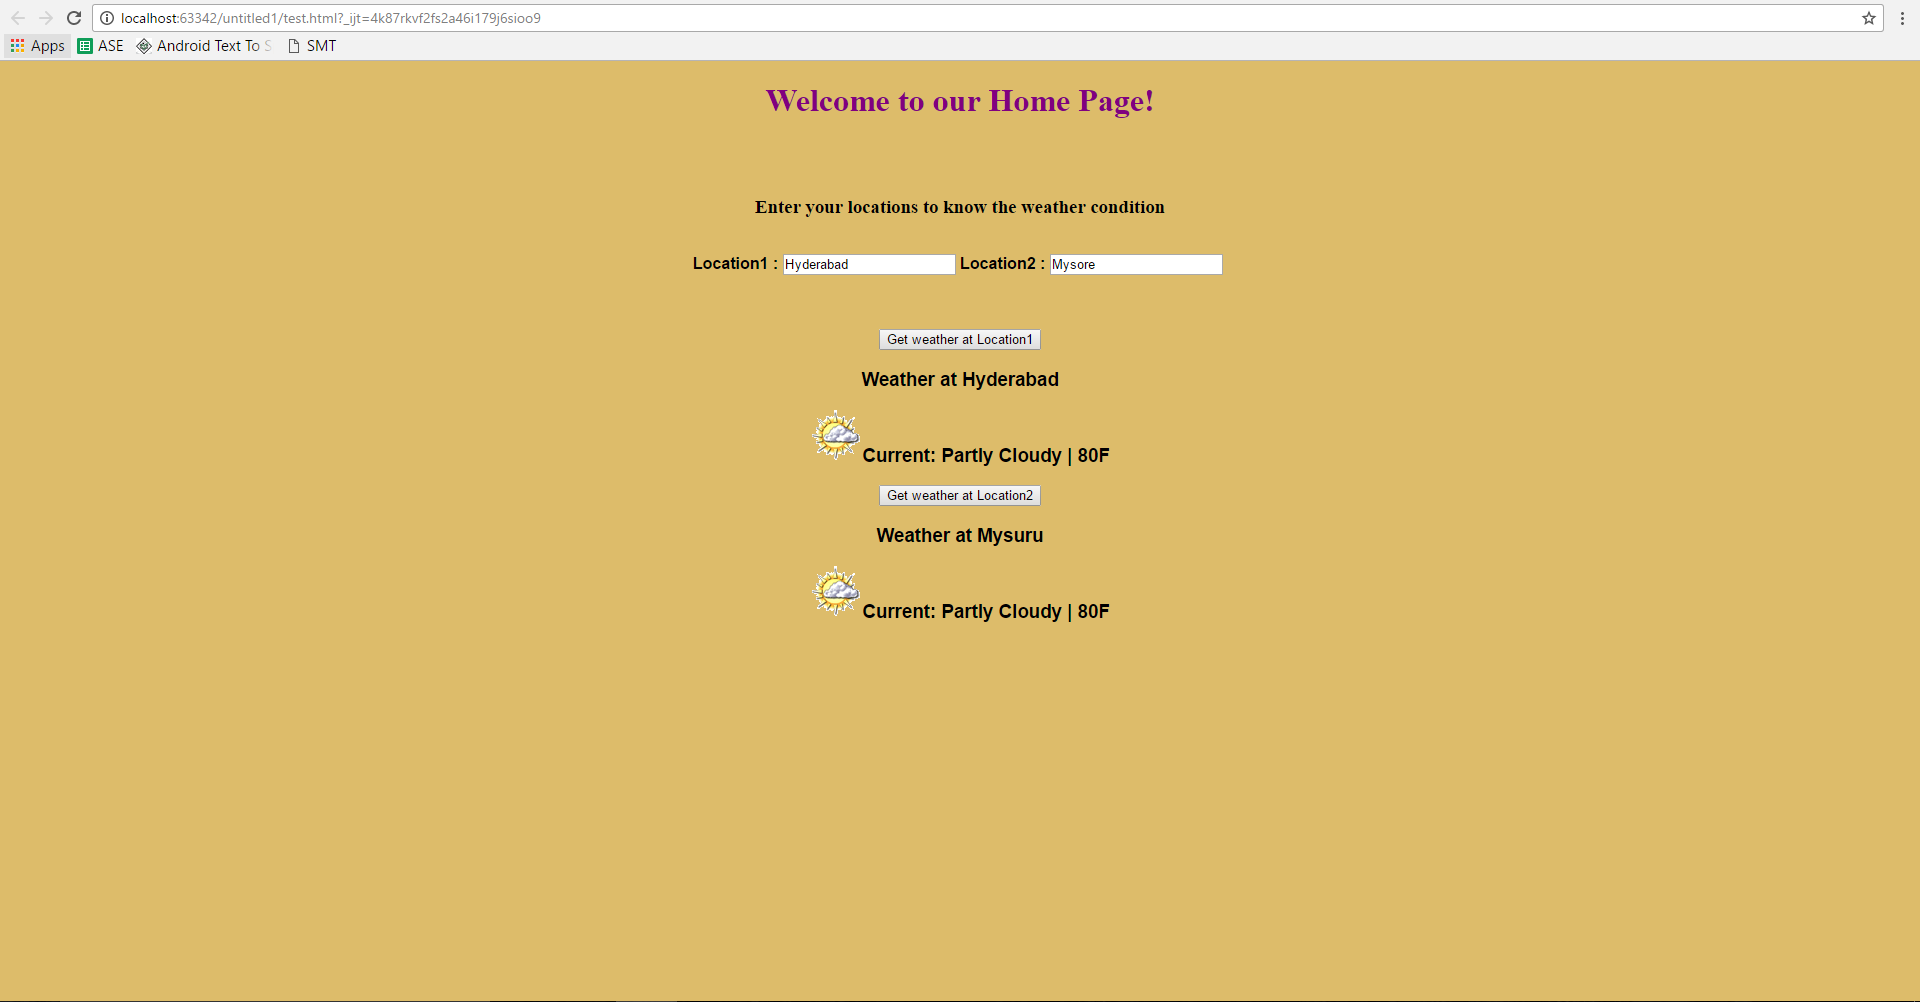 localhost:63342/untitled1/test.html?_ijt=4k87rkvf2fs2a46i179j6sioo9
Apps ASE Android Text To S SMT
Welcome to our Home Page!
Enter your locations to know the weather condition
Location1 : Hyderabad Location2 : Mysore
Get weather at Location1
Weather at Hyderabad
Current: Partly Cloudy | 80F
Get weather at Location2
Weather at Mysuru
Current: Partly Cloudy | 80F